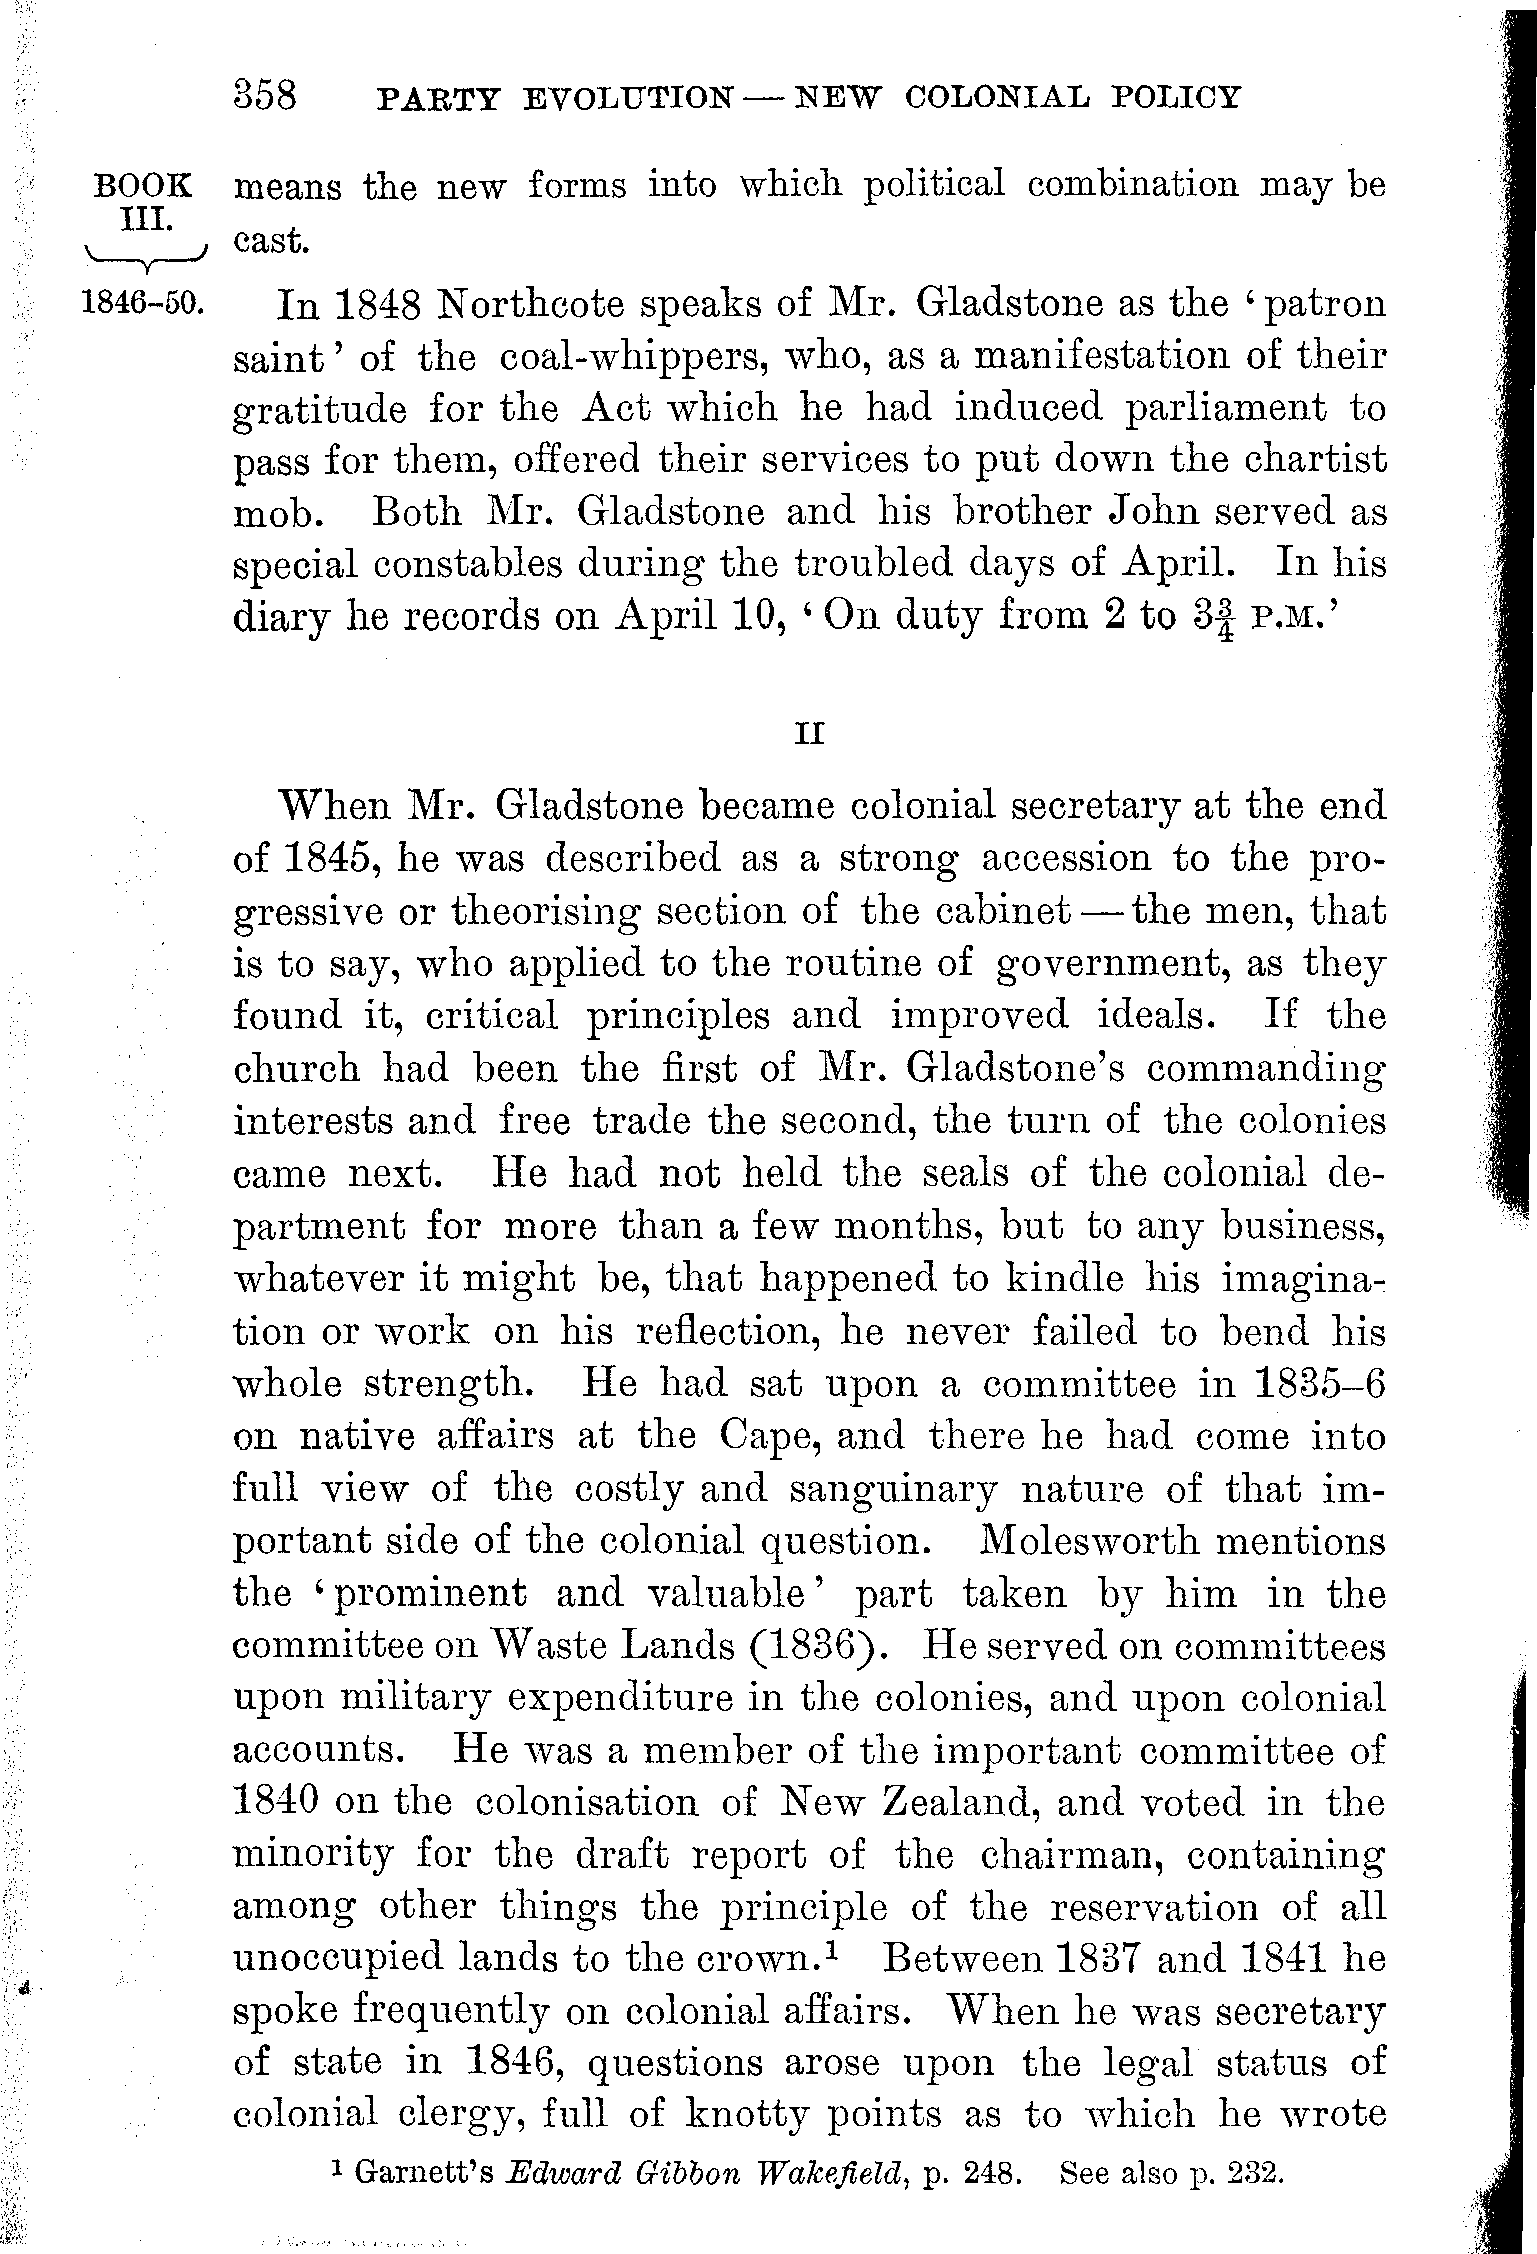 358 PARTY EVOLUTION — NEW COLONIAL POLICY
BOOK
III.
1846–50.
means the new forms into which political combination may be
cast.
In 1848 Northcote speaks of Mr. Gladstone as the ‘patron
saint’ of the coal-whippers, who, as a manifestation of their
gratitude for the Act which he had induced parliament to
pass for them, offered their services to put down the chartist
mob. Both Mr. Gladstone and his brother John served as
special constables during the troubled days of April. In his
diary he records on April 10, ‘On duty from 2 to 3¾ P.M.’
II
When Mr. Gladstone became colonial secretary at the end
of 1845, he was described as a strong accession to the pro-
gressive or theorising section of the cabinet — the men, that
is to say, who applied to the routine of government, as they
found it, critical principles and improved ideals. If the
church had been the first of Mr. Gladstone’s commanding
interests and free trade the second, the turn of the colonies
came next. He had not held the seals of the colonial de-
partment for more than a few months, but to any business,
whatever it might be, that happened to kindle his imagina-
tion or work on his reflection, he never failed to bend his
whole strength. He had sat upon a committee in 1835–6
on native affairs at the Cape, and there he had come into
full view of the costly and sanguinary nature of that im-
portant side of the colonial question. Molesworth mentions
the ‘prominent and valuable’ part taken by him in the
committee on Waste Lands (1836). He served on committees
upon military expenditure in the colonies, and upon colonial
accounts. He was a member of the important committee of
1840 on the colonisation of New Zealand, and voted in the
minority for the draft report of the chairman, containing
among other things the principle of the reservation of all
unoccupied lands to the crown.¹ Between 1837 and 1841 he
spoke frequently on colonial affairs. When he was secretary
of state in 1846, questions arose upon the legal status of
colonial clergy, full of knotty points as to which he wrote
¹ Garnett’s Edward Gibbon Wakefield, p. 248. See also p. 232.